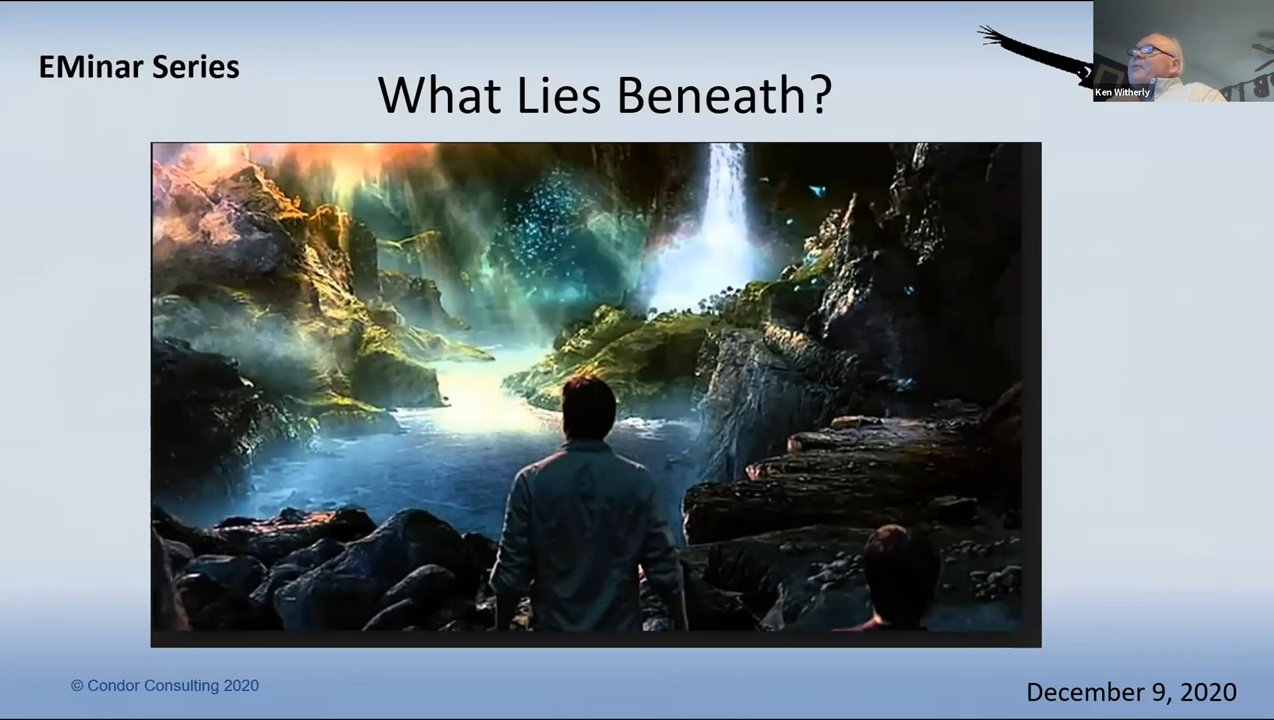 EMinar Series
What Lies Beneath?
Ken Witherly
© Condor Consulting 2020
December 9, 2020